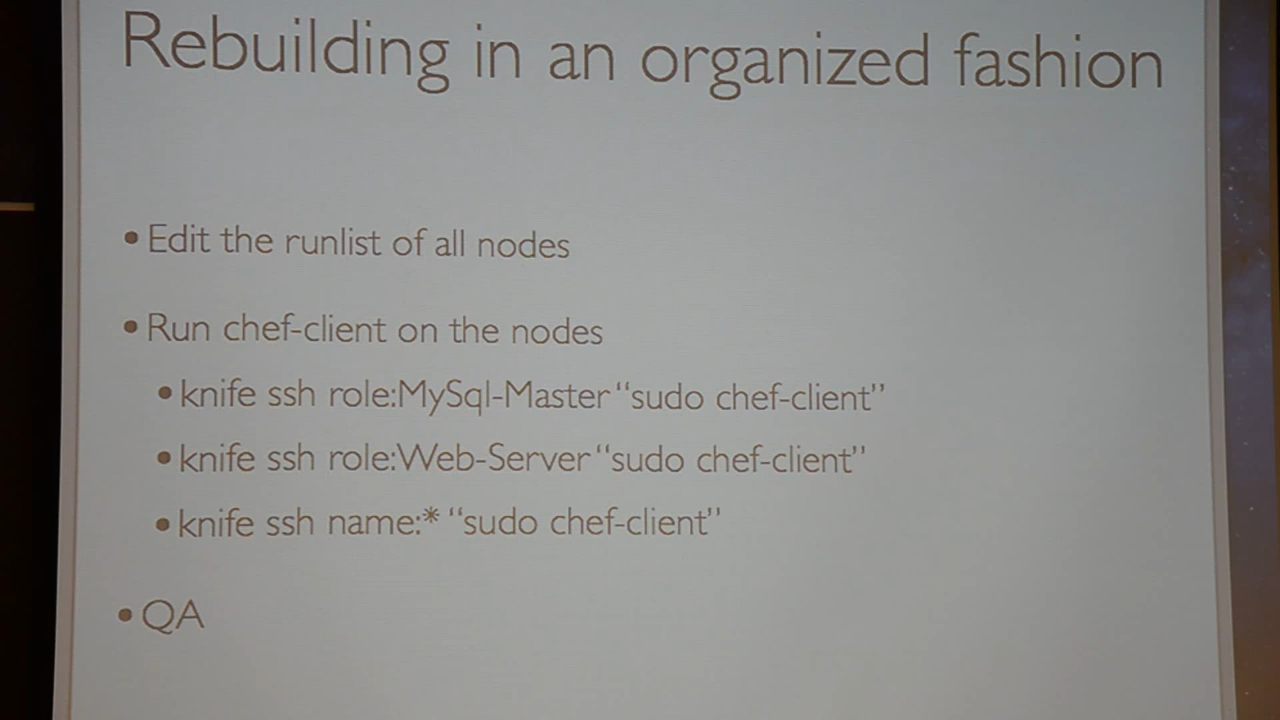 Rebuilding in an organized fashion
• Edit the runlist of all nodes
• Run chef-client on the nodes
• knife ssh role:MySql-Master “sudo chef-client”
• knife ssh role:Web-Server “sudo chef-client”
• knife ssh name:* “sudo chef-client”
• QA